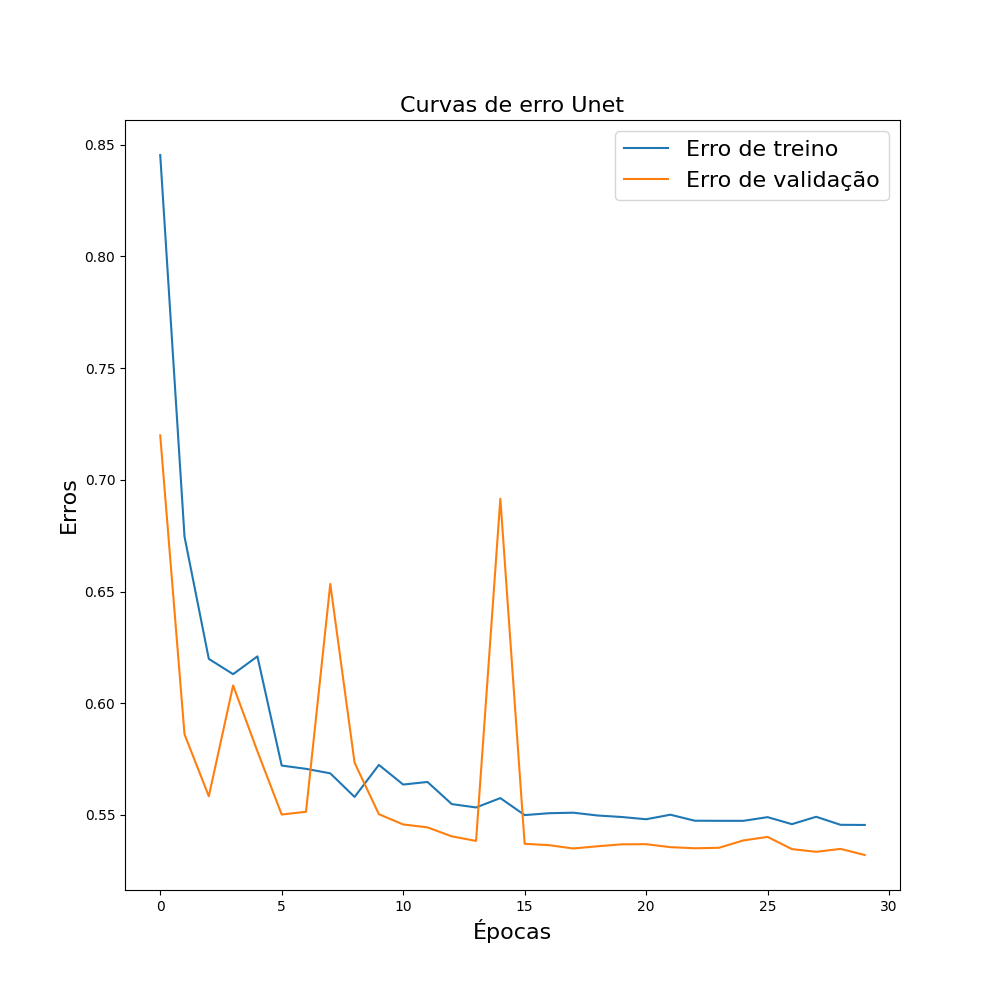 Curvas de erro Unet
Erro de treino
Erro de validação
0.85
0.80
0.75
0.70
0.65
0.60
0.55
Erros
0 5 10 15 20 25 30
Épocas